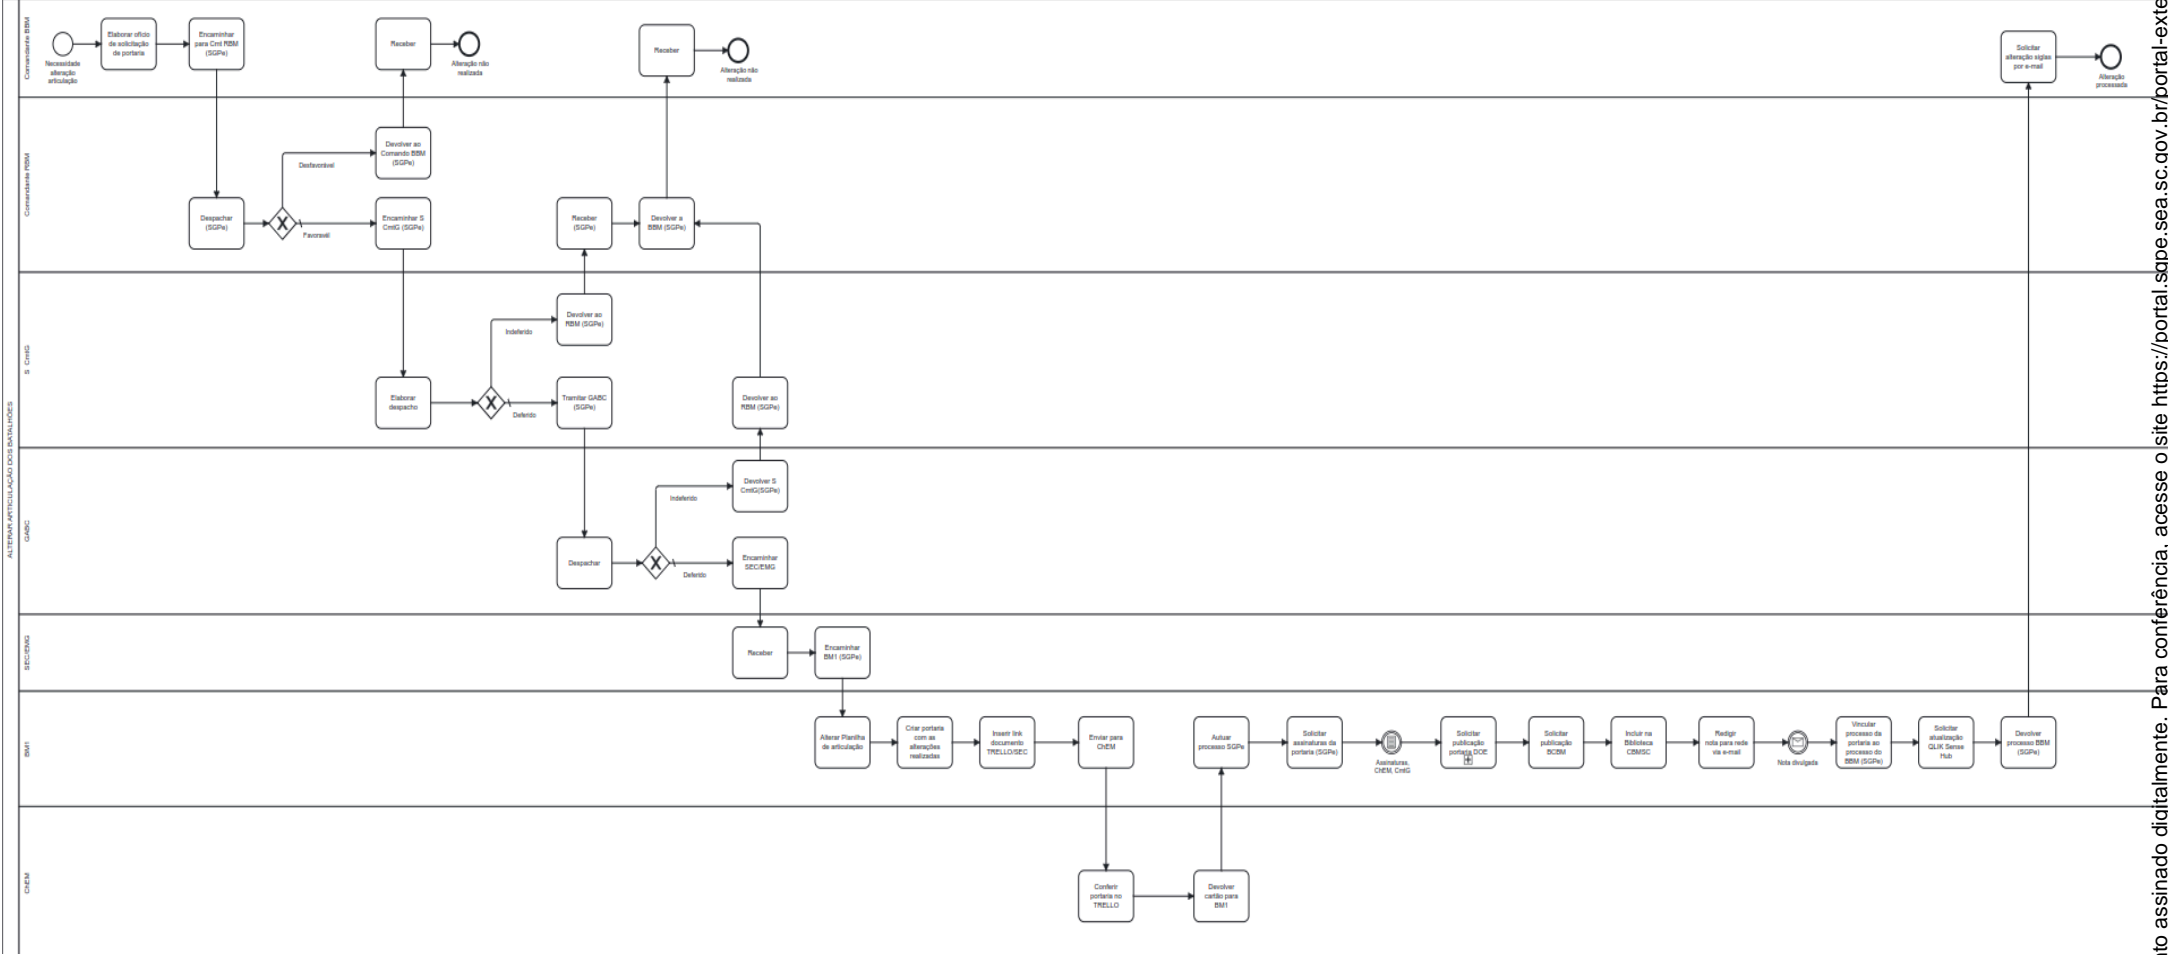 ALTERAR ARTICULAÇÃO DOS BATALHÕES
Comandante BBM
Necessidade
alteração
articulação
Elaborar ofício
de solicitação
de portaria
Encaminhar
para Cmt RBM
(SGPe)
Receber
Alteração não
realizada
Receber
Alteração não
realizada
Solicitar
alteração siglas
por e-mail
Alteração
processada
Comandante RBM
Despachar
(SGPe)
Desfavorável
Favoravél
Devolver ao
Comando BBM
(SGPe)
Encaminhar S
CmtG (SGPe)
Receber
(SGPe)
Devolver a
BBM (SGPe)
S CmtG
Elaborar
despacho
Indeferido
Deferido
Devolver ao
RBM (SGPe)
Tramitar GABC
(SGPe)
Devolver ao
RBM (SGPe)
GABC
Despachar
Indeferido
Deferido
Devolver S
CmtG(SGPe)
Encaminhar
SEC/EMG
SEC/EMG
Receber
Encaminhar
BM1 (SGPe)
BM1
Alterar Planilha
de articulação
Criar portaria
com as
alterações
realizadas
Inserir link
documento
TRELLO/SEC
Enviar para
ChEM
Autuar
processo SGPe
Solicitar
assinaturas da
portaria (SGPe)
Assinaturas,
ChEM, CmtG
Solicitar
publicação
portaria DOE
Solicitar
publicação
BCBM
Incluir na
Biblioteca
CBMSC
Redigir
nota para rede
via e-mail
Nota divulgada
Vincular
processo da
portaria ao
processo do
BBM (SGPe)
Solicitar
atualização
QLIK Sense
Hub
Devolver
processo BBM
(SGPe)
ChEM
Conferir
portaria no
TRELLO
Devolver
cartão para
BM1
nto assinado digitalmente. Para conferência, acesse o site https://portal.sgpe.sea.sc.gov.br/portal-exte